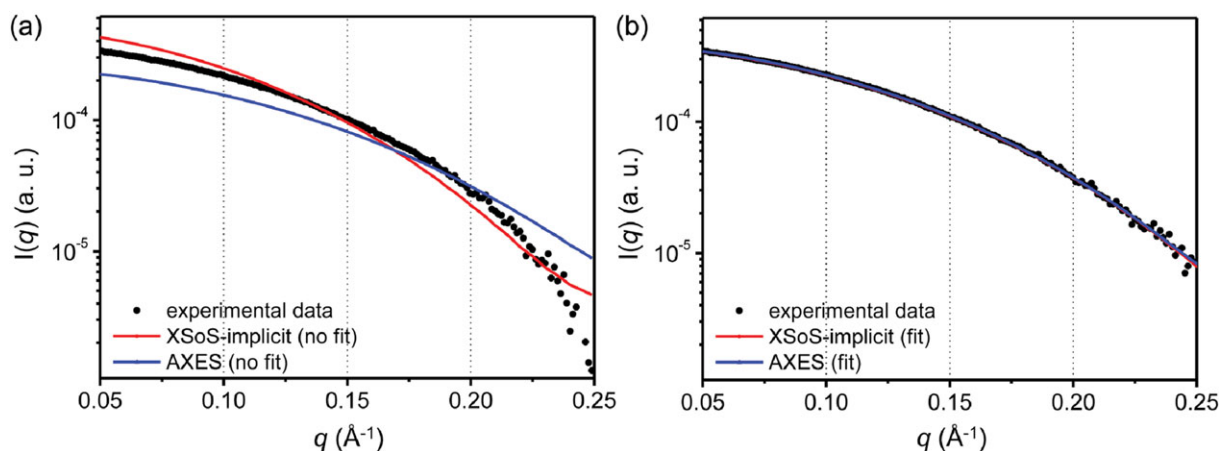 (a)
I(q) (a. u.)
10⁻⁴
10⁻⁵
experimental data
XSoS-implicit (no fit)
AXES (no fit)
0.05 0.10 0.15 0.20 0.25
q (Å⁻¹)
(b)
I(q) (a. u.)
10⁻⁴
10⁻⁵
experimental data
XSoS-implicit (fit)
AXES (fit)
0.05 0.10 0.15 0.20 0.25
q (Å⁻¹)